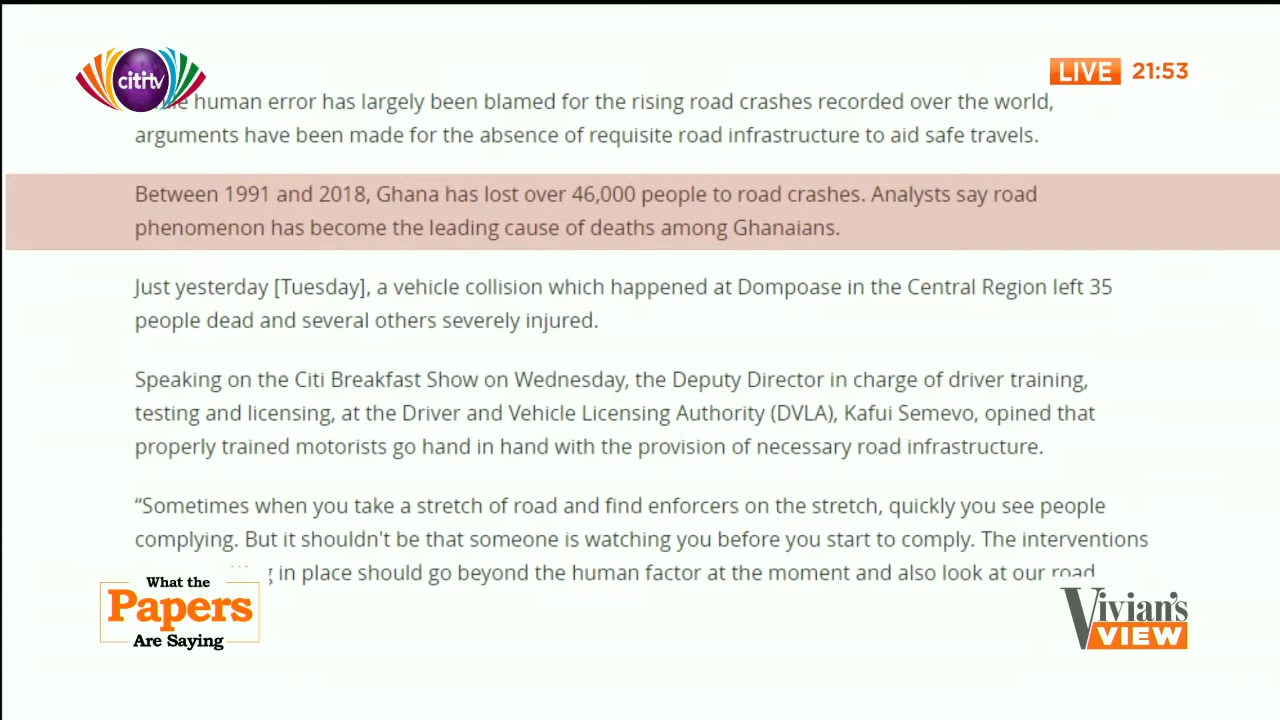 citi tv
LIVE 21:53
human error has largely been blamed for the rising road crashes recorded over the world,
arguments have been made for the absence of requisite road infrastructure to aid safe travels.
Between 1991 and 2018, Ghana has lost over 46,000 people to road crashes. Analysts say road
phenomenon has become the leading cause of deaths among Ghanaians.
Just yesterday [Tuesday], a vehicle collision which happened at Dompoase in the Central Region left 35
people dead and several others severely injured.
Speaking on the Citi Breakfast Show on Wednesday, the Deputy Director in charge of driver training,
testing and licensing, at the Driver and Vehicle Licensing Authority (DVLA), Kafui Semevo, opined that
properly trained motorists go hand in hand with the provision of necessary road infrastructure.
“Sometimes when you take a stretch of road and find enforcers on the stretch, quickly you see people
complying. But it shouldn't be that someone is watching you before you start to comply. The interventions
in place should go beyond the human factor at the moment and also look at our road
What the
Papers
Are Saying
Vivian's
VIEW